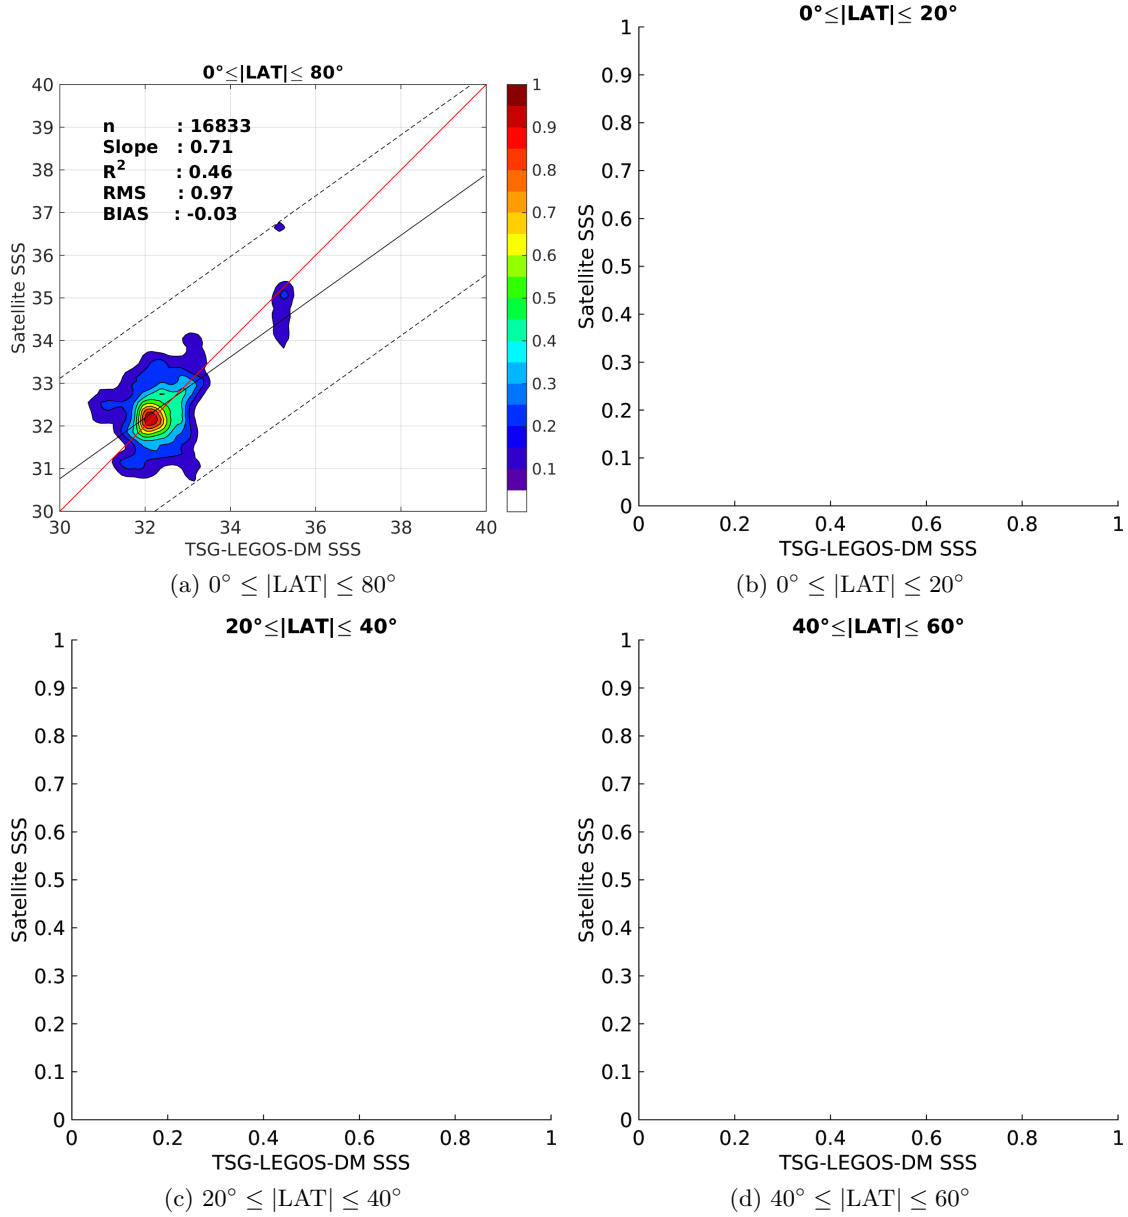 0°≤|LAT|≤ 80°
40
39
38
37
36
35
34
33
32
31
30
Satellite SSS
n : 16833
Slope : 0.71
R² : 0.46
RMS : 0.97
BIAS : -0.03
30 32 34 36 38 40
TSG-LEGOS-DM SSS
1
0.9
0.8
0.7
0.6
0.5
0.4
0.3
0.2
0.1
(a) 0° ≤ |LAT| ≤ 80°
0°≤|LAT|≤ 20°
1
0.9
0.8
0.7
0.6
0.5
0.4
0.3
0.2
0.1
0
Satellite SSS
0 0.2 0.4 0.6 0.8 1
TSG-LEGOS-DM SSS
(b) 0° ≤ |LAT| ≤ 20°
20°≤|LAT|≤ 40°
1
0.9
0.8
0.7
0.6
0.5
0.4
0.3
0.2
0.1
0
Satellite SSS
0 0.2 0.4 0.6 0.8 1
TSG-LEGOS-DM SSS
(c) 20° ≤ |LAT| ≤ 40°
40°≤|LAT|≤ 60°
1
0.9
0.8
0.7
0.6
0.5
0.4
0.3
0.2
0.1
0
Satellite SSS
0 0.2 0.4 0.6 0.8 1
TSG-LEGOS-DM SSS
(d) 40° ≤ |LAT| ≤ 60°